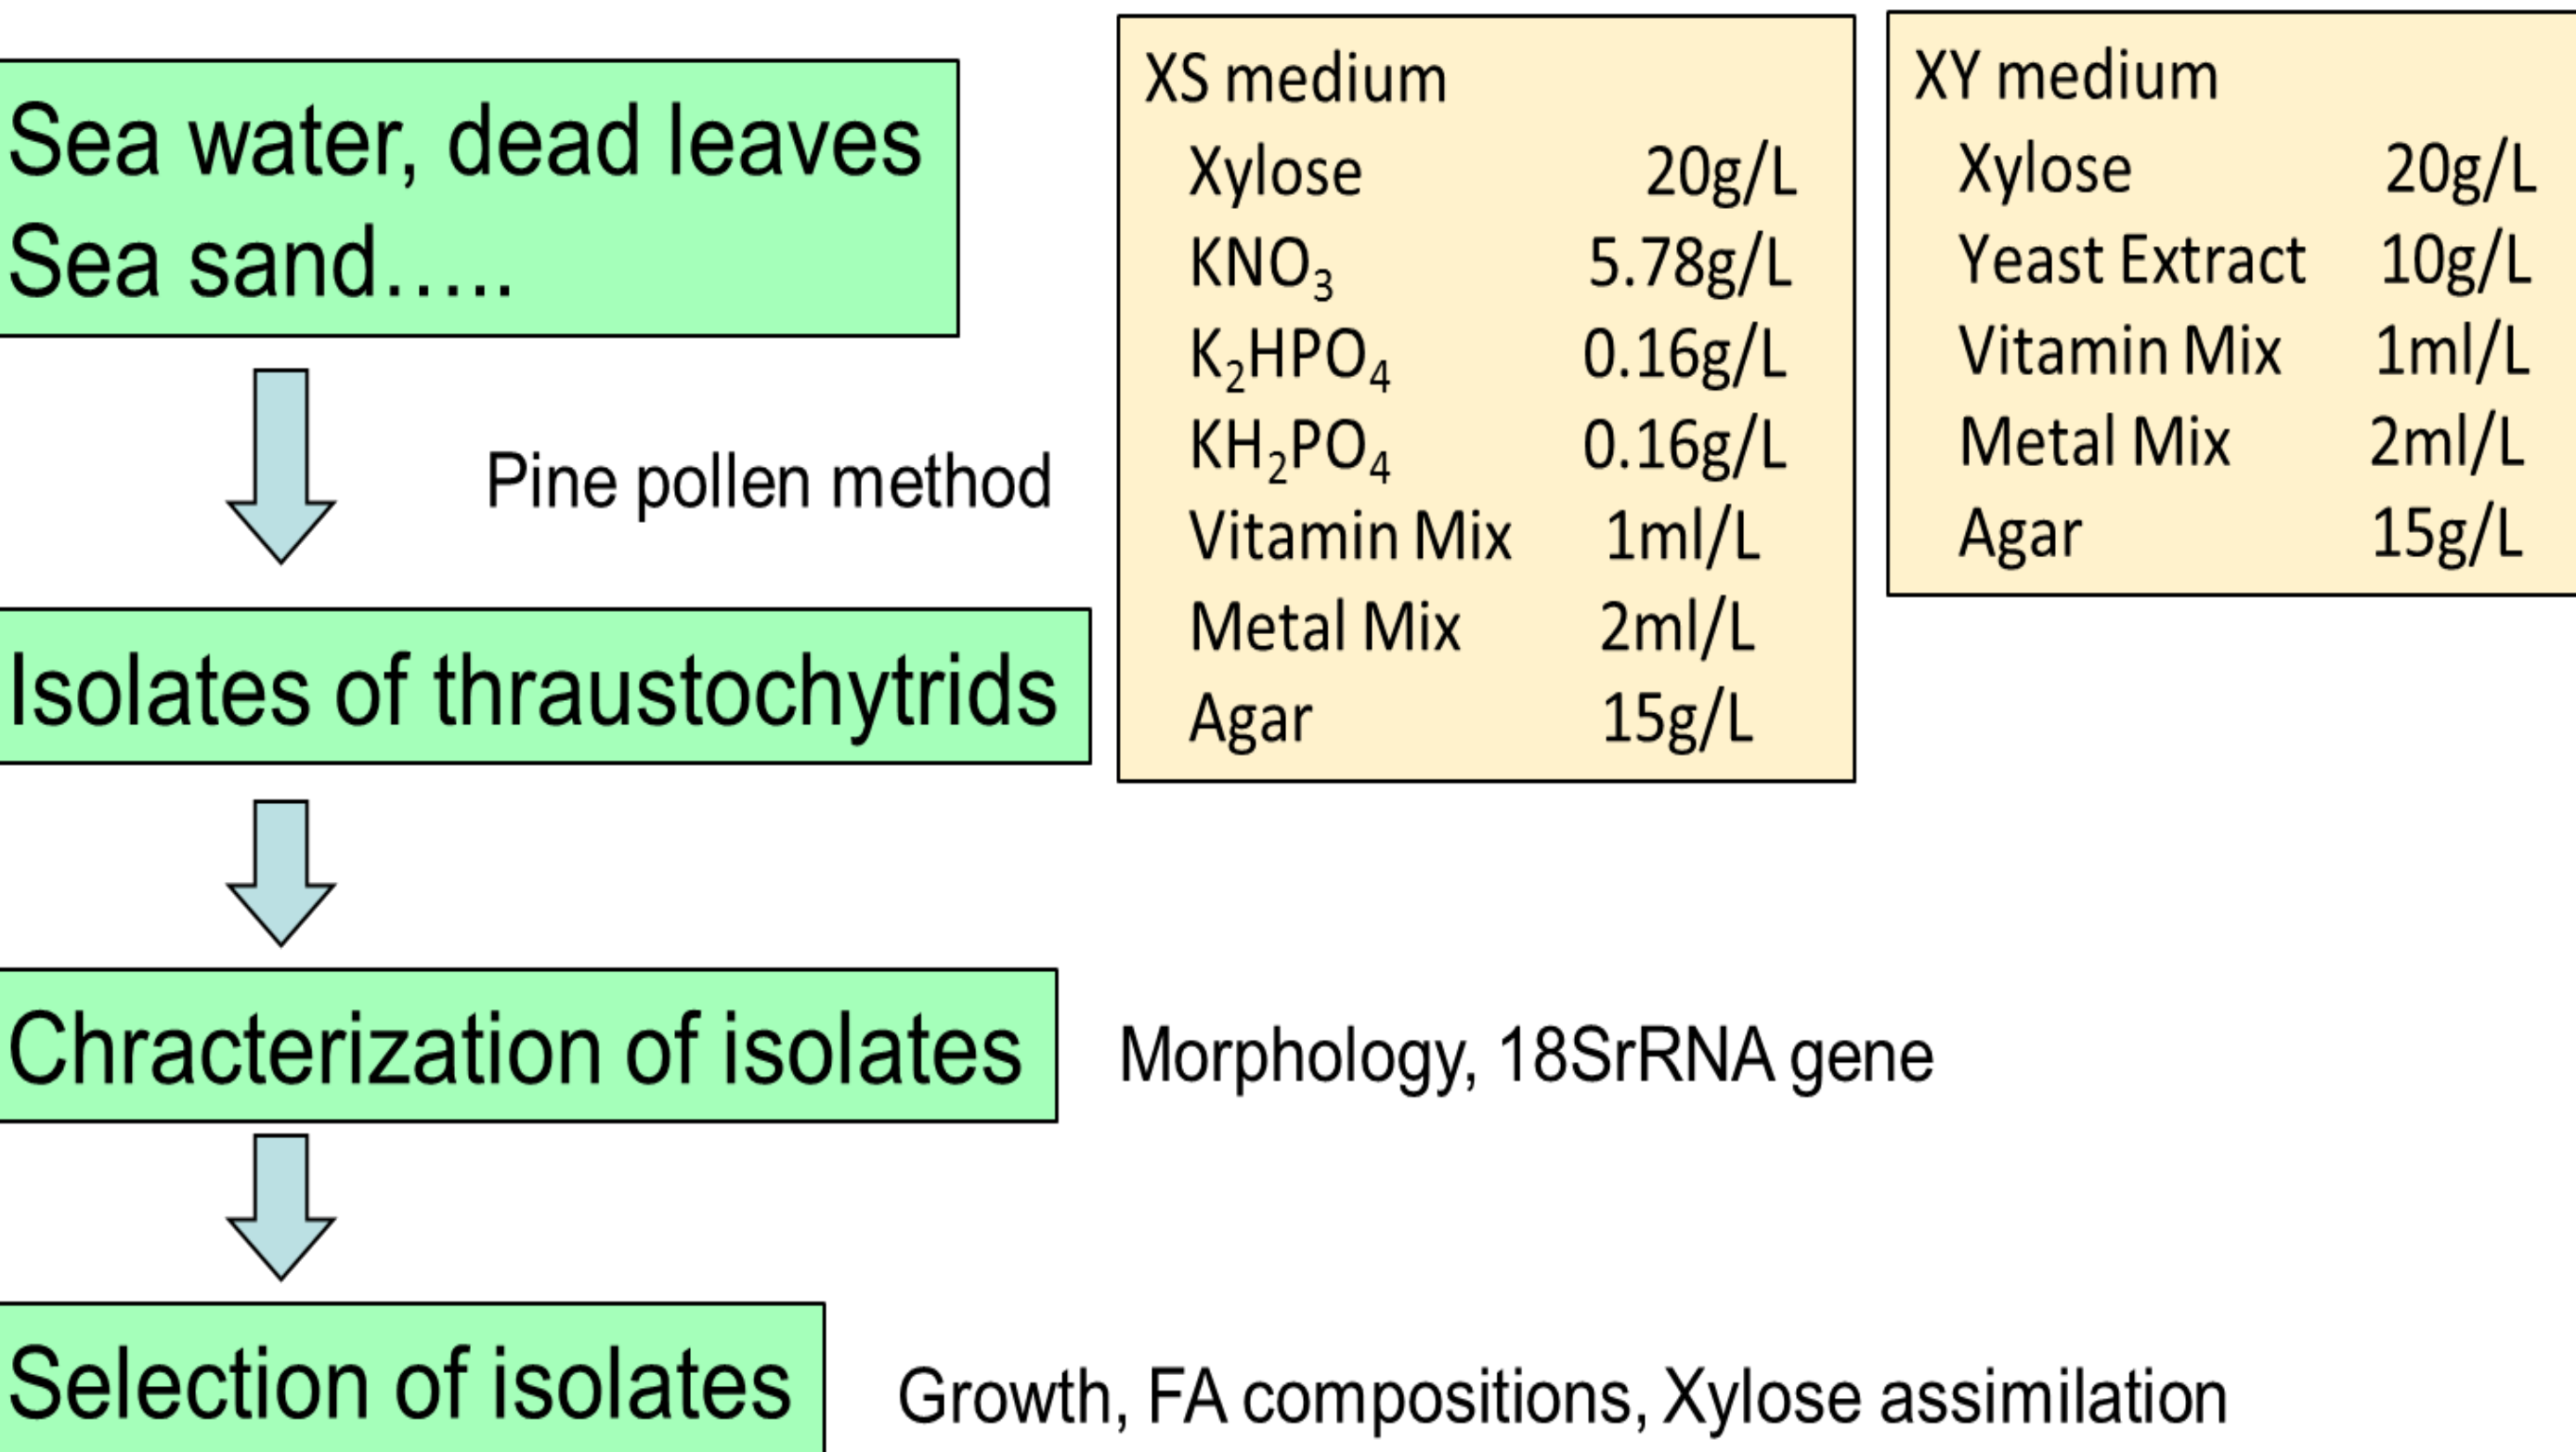 Sea water, dead leaves
Sea sand…..
Pine pollen method
Isolates of thraustochytrids
Chracterization of isolates
Morphology, 18SrRNA gene
Selection of isolates
Growth, FA compositions, Xylose assimilation
XS medium
Xylose 20g/L
KNO₃ 5.78g/L
K₂HPO₄ 0.16g/L
KH₂PO₄ 0.16g/L
Vitamin Mix 1ml/L
Metal Mix 2ml/L
Agar 15g/L
XY medium
Xylose 20g/L
Yeast Extract 10g/L
Vitamin Mix 1ml/L
Metal Mix 2ml/L
Agar 15g/L